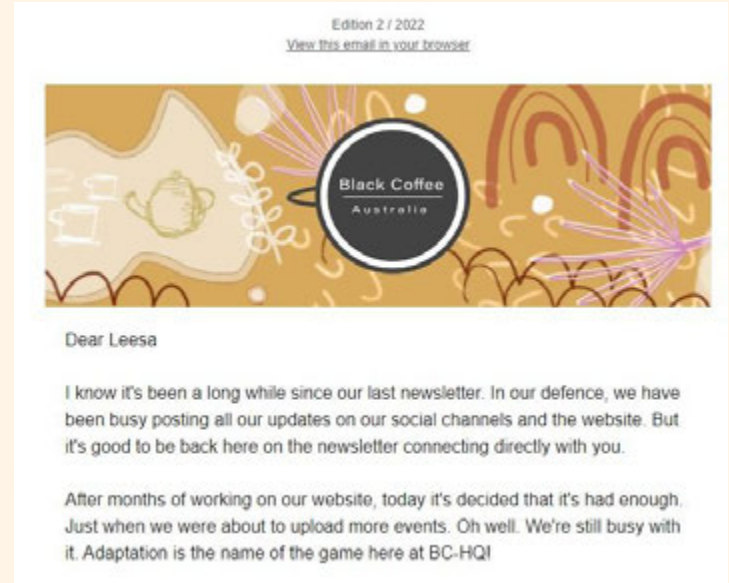 Edition 2 / 2022
View this email in your browser
Black Coffee
Australia
Dear Leesa
I know it's been a long while since our last newsletter. In our defence, we have
been busy posting all our updates on our social channels and the website. But
it's good to be back here on the newsletter connecting directly with you.
After months of working on our website, today it's decided that it's had enough.
Just when we were about to upload more events. Oh well. We're still busy with
it. Adaptation is the name of the game here at BC-HQ!